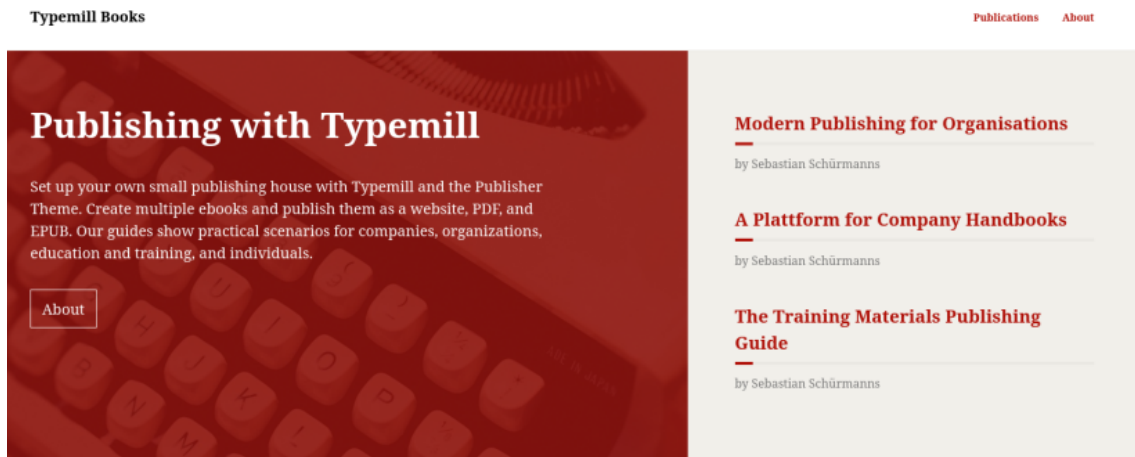 Typemill Books
Publications About
Publishing with Typemill
Set up your own small publishing house with Typemill and the Publisher
Theme. Create multiple ebooks and publish them as a website, PDF, and
EPUB. Our guides show practical scenarios for companies, organizations,
education and training, and individuals.
About
Modern Publishing for Organisations
by Sebastian Schürmanns
A Plattform for Company Handbooks
by Sebastian Schürmanns
The Training Materials Publishing
Guide
by Sebastian Schürmanns